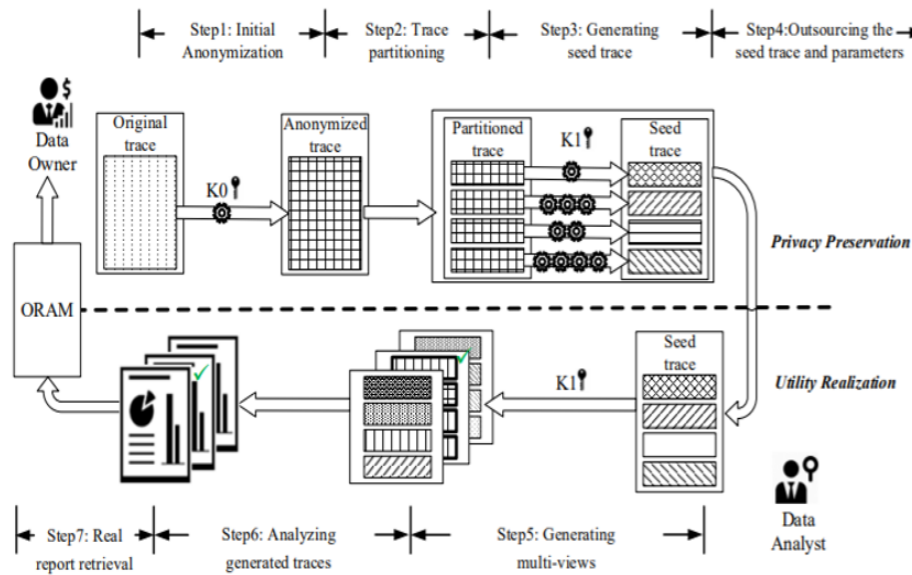 Step1: Initial
Anonymization
Step2: Trace
partitioning
Step3: Generating
seed trace
Step4:Outsourcing the
seed trace and parameters
Data
Owner
Original
trace
K0
Anonymized
trace
Partitioned
trace
K1
Seed
trace
Privacy Preservation
ORAM
K1
Seed
trace
Utility Realization
Data
Analyst
Step7: Real
report retrieval
Step6: Analyzing
generated traces
Step5: Generating
multi-views